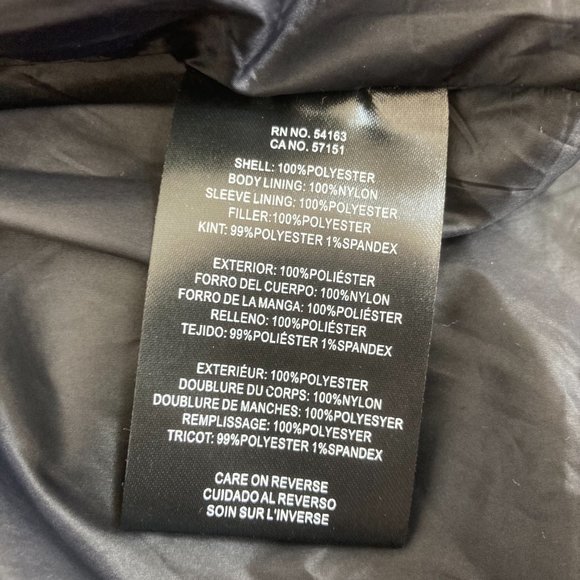 RN NO. 54163
CA NO. 57151
SHELL: 100%POLYESTER
BODY LINING: 100%NYLON
SLEEVE LINING: 100%POLYESTER
FILLER:100%POLYESTER
KINT: 99%POLYESTER 1%SPANDEX
EXTERIOR: 100%POLIÉSTER
FORRO DEL CUERPO: 100%NYLON
FORRO DE LA MANGA: 100%POLIÉSTER
RELLENO: 100%POLIÉSTER
TEJIDO: 99%POLIÉSTER 1%SPANDEX
EXTERIÉUR: 100%POLYESTER
DOUBLURE DU CORPS: 100%NYLON
DOUBLURE DE MANCHES: 100%POLYESYER
REMPLISSAGE: 100%POLYESYER
TRICOT: 99%POLYESTER 1%SPANDEX
CARE ON REVERSE
CUIDADO AL REVERSO
SOIN SUR L'INVERSE